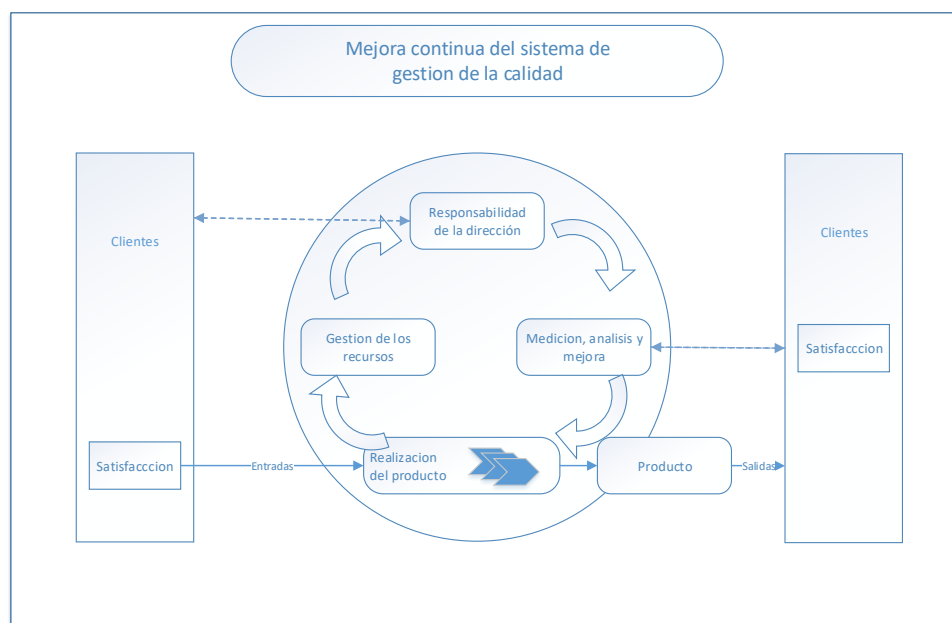 Mejora continua del sistema de
gestion de la calidad
Responsabilidad
de la dirección
Clientes
Clientes
Gestion de los
recursos
Medicion, analisis y
mejora
Satisfacccion
Satisfacccion
Entradas
Realizacion
del producto
Producto
Salidas